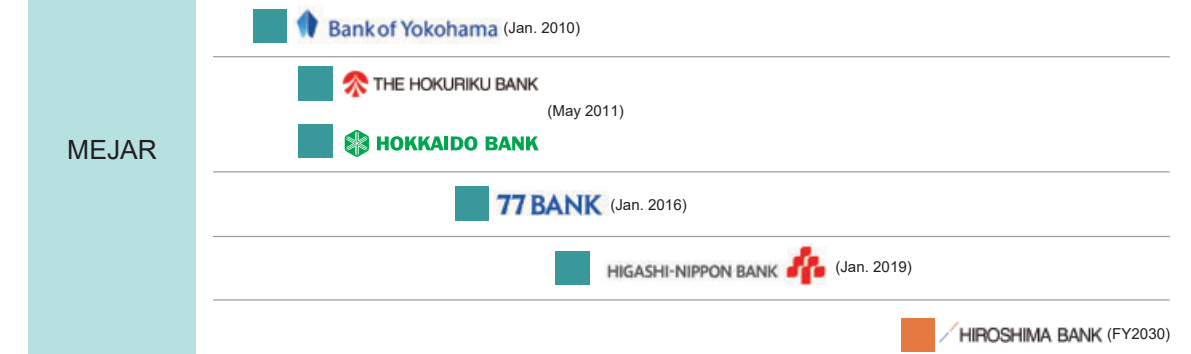 MEJAR
Bank of Yokohama (Jan. 2010)
THE HOKURIKU BANK
(May 2011)
HOKKAIDO BANK
77 BANK (Jan. 2016)
HIGASHI-NIPPON BANK (Jan. 2019)
HIROSHIMA BANK (FY2030)